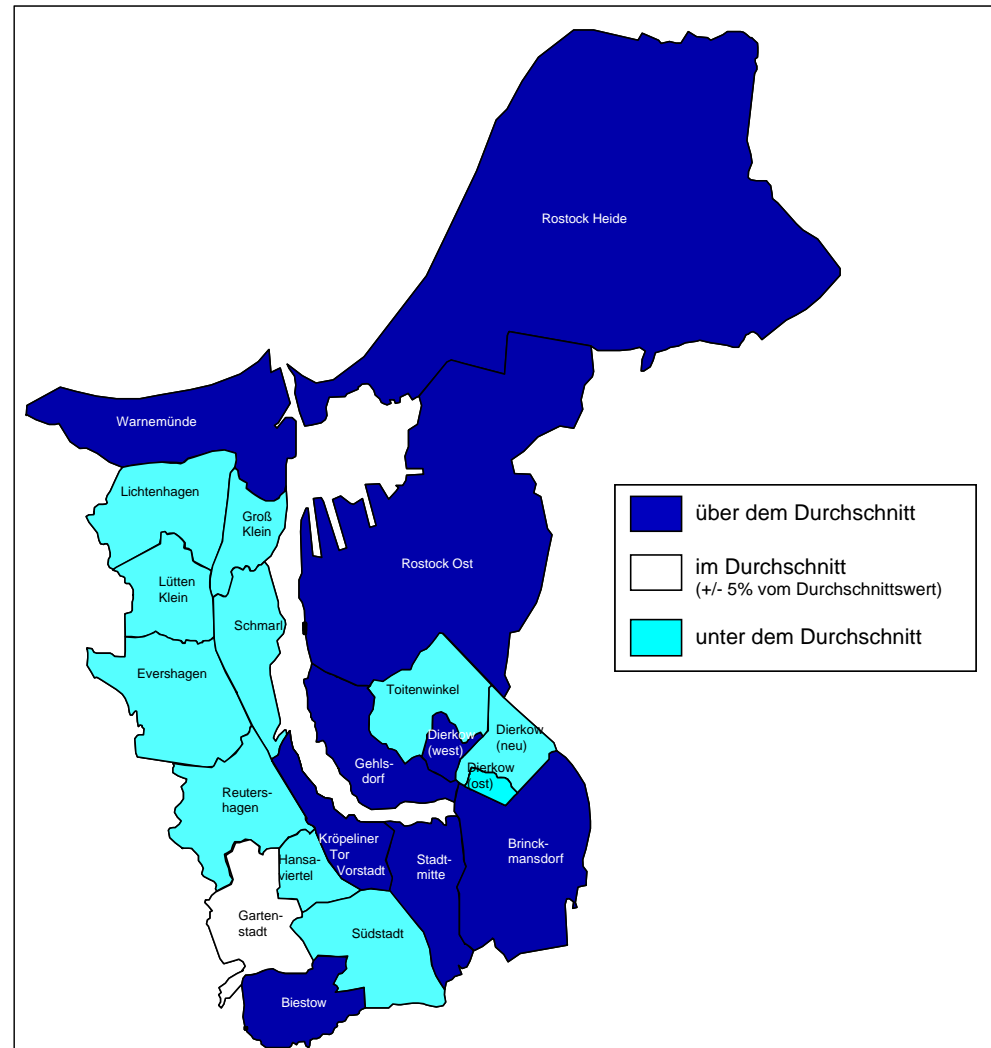 Rostock Heide
Warnemünde
Lichtenhagen
Groß
Klein
Rostock Ost
über dem Durchschnitt
im Durchschnitt
(+/- 5% vom Durchschnittswert)
unter dem Durchschnitt
Lütten
Klein
Schmarl
Evershagen
Toitenwinkel
Dierkow
(west)
Dierkow
(neu)
Gehls-
dorf
Dierkow
(ost)
Reuters-
hagen
Kröpeliner
Tor
Vorstadt
Hansa-
viertel
Stadt-
mitte
Brinck-
mansdorf
Garten-
stadt
Südstadt
Biestow